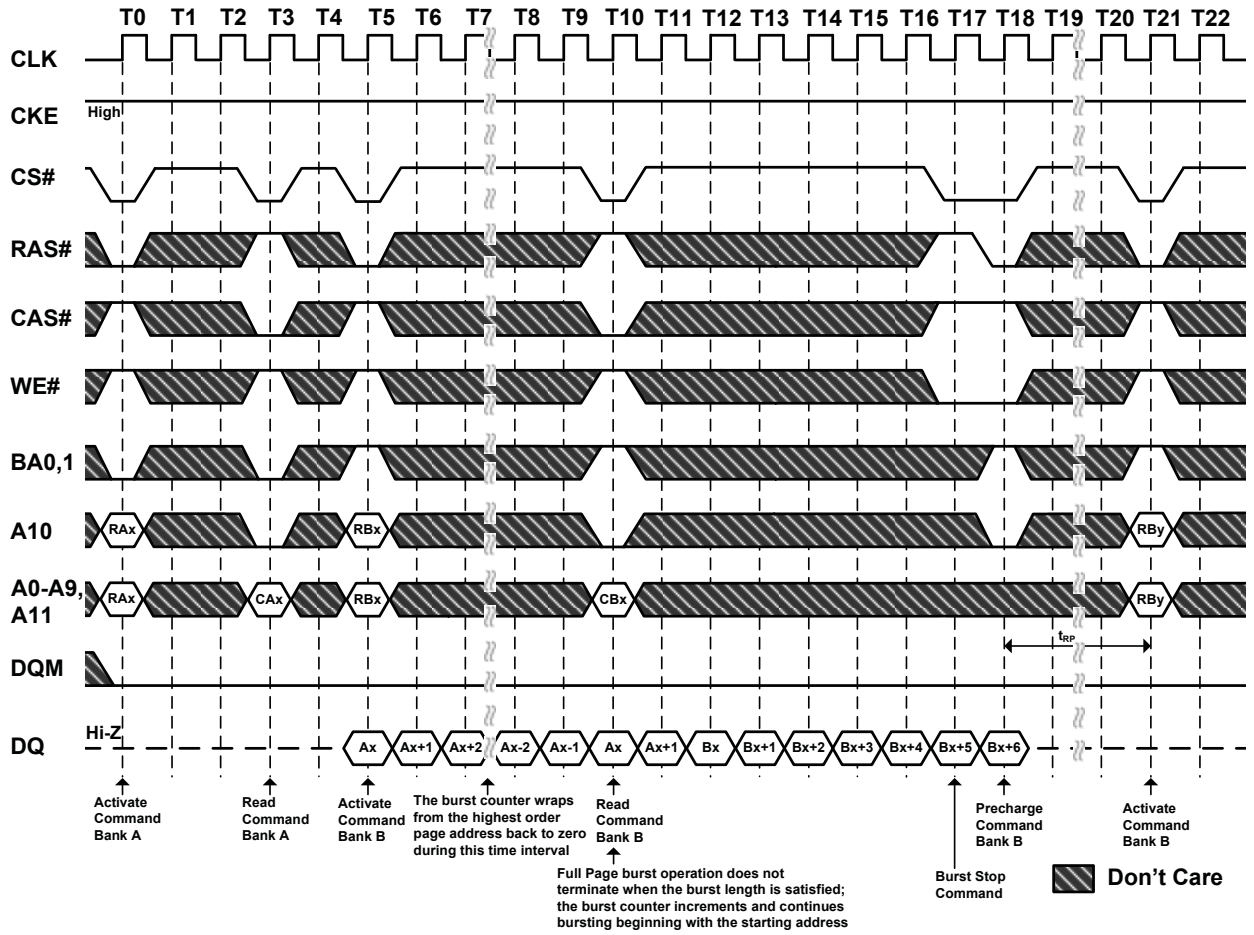 T0 T1 T2 T3 T4 T5 T6 T7 T8 T9 T10 T11 T12 T13 T14 T15 T16 T17 T18 T19 T20 T21 T22
CLK
CKE High
CS#
RAS#
CAS#
WE#
BA0,1
A10 RAx RBx RBy
A0-A9,
A11
RAx CAx RBx CBx RBy
tRP
DQM
DQ Hi-Z Ax Ax+1 Ax+2 Ax-2 Ax-1 Ax Ax+1 Bx Bx+1 Bx+2 Bx+3 Bx+4 Bx+5 Bx+6
Activate
Command
Bank A
Read
Command
Bank A
Activate
Command
Bank B
The burst counter wraps
from the highest order
page address back to zero
during this time interval
Read
Command
Bank B
Full Page burst operation does not
terminate when the burst length is satisfied;
the burst counter increments and continues
bursting beginning with the starting address
Burst Stop
Command
Precharge
Command
Bank B
Activate
Command
Bank B
Don't Care